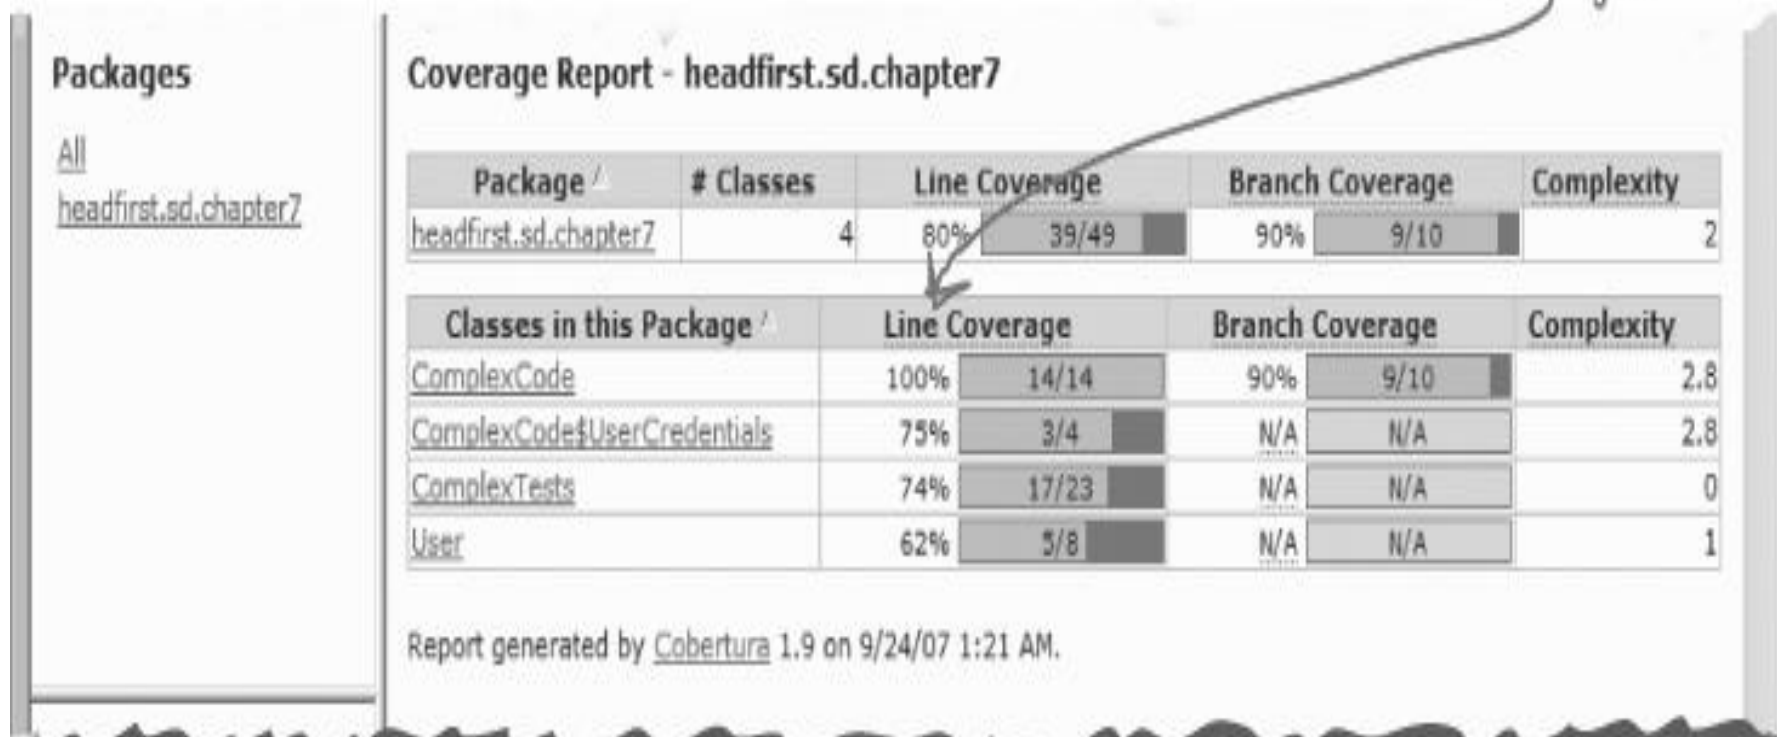 Packages
All
headfirst.sd.chapter7
Coverage Report - headfirst.sd.chapter7
Package # Classes Line Coverage Branch Coverage Complexity
headfirst.sd.chapter7 4 80% 39/49 90% 9/10 2
Classes in this Package Line Coverage Branch Coverage Complexity
ComplexCode 100% 14/14 90% 9/10 2.8
ComplexCode$UserCredentials 75% 3/4 N/A N/A 2.8
ComplexTests 74% 17/23 N/A N/A 0
User 62% 5/8 N/A N/A 1
Report generated by Cobertura 1.9 on 9/24/07 1:21 AM.